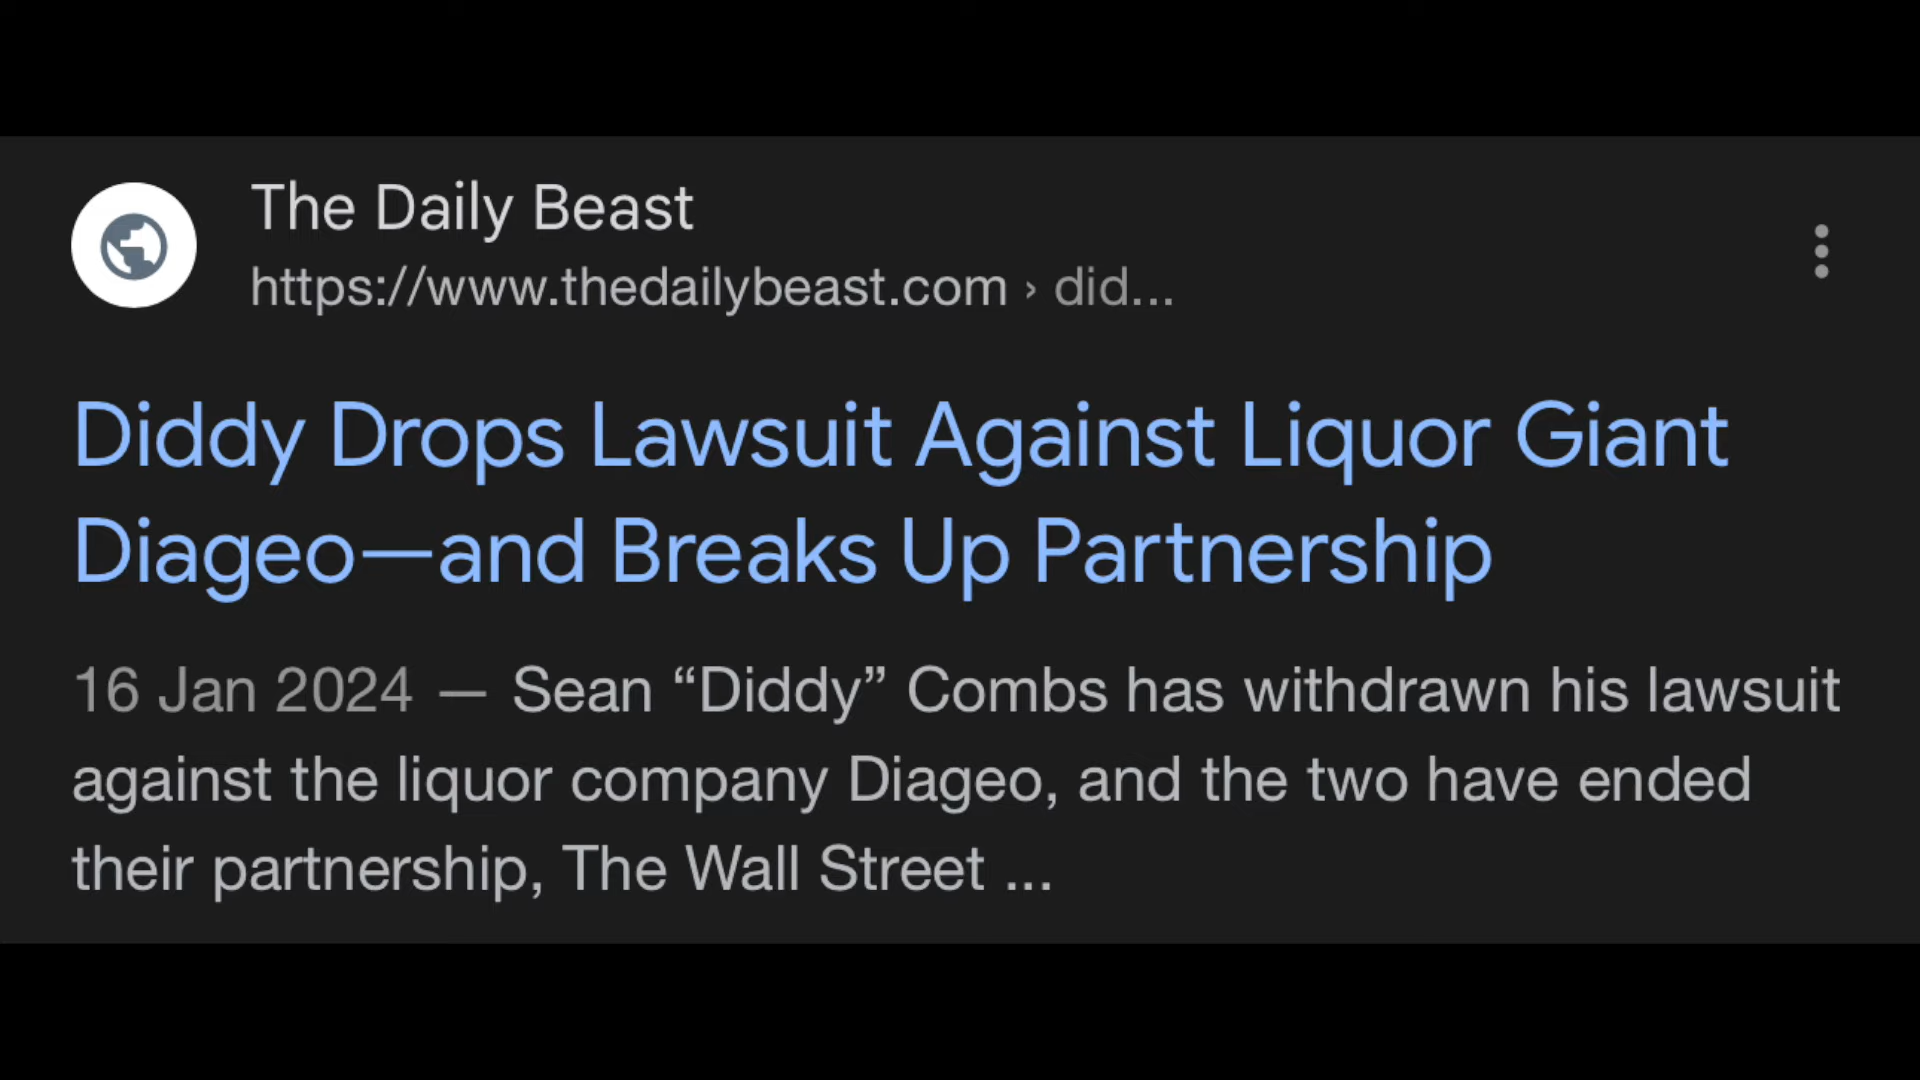 The Daily Beast
https://www.thedailybeast.com › did...
Diddy Drops Lawsuit Against Liquor Giant
Diageo—and Breaks Up Partnership
16 Jan 2024 — Sean “Diddy” Combs has withdrawn his lawsuit
against the liquor company Diageo, and the two have ended
their partnership, The Wall Street ...